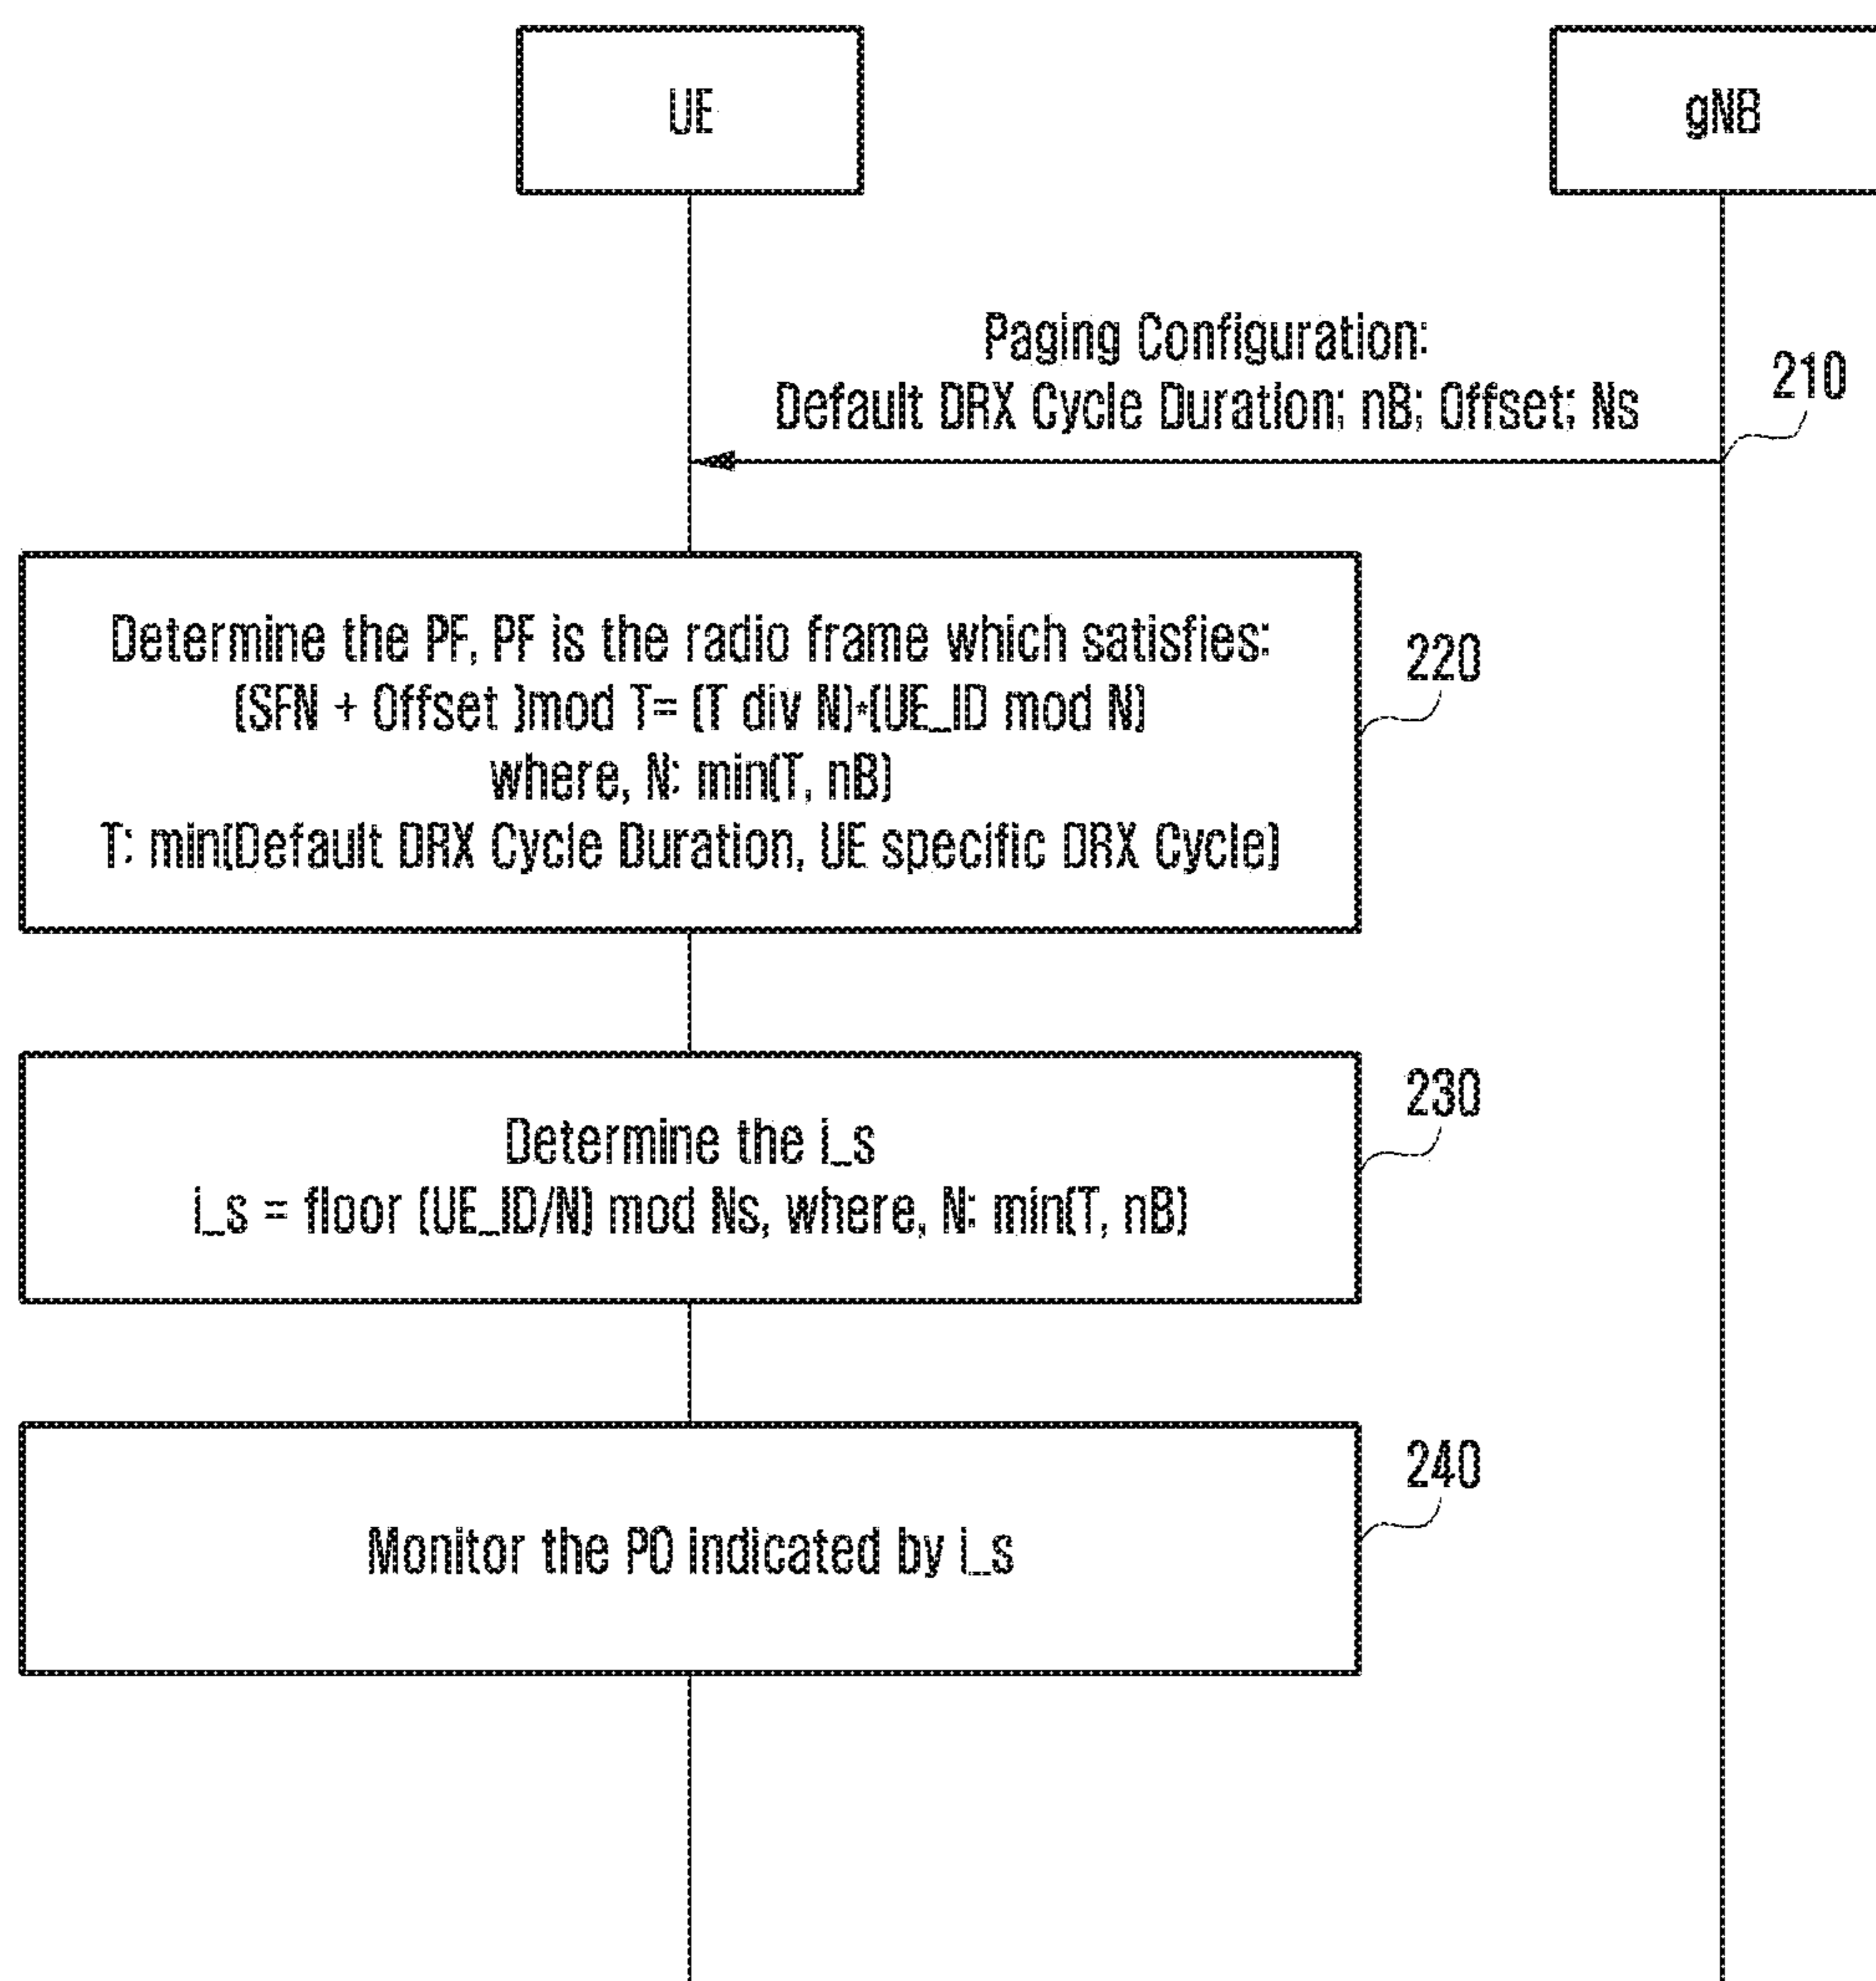 UE
gNB
Paging Configuration:
Default DRX Cycle Duration; nB; Offset; Ns
210
Determine the PF, PF is the radio frame which satisfies:
(SFN + Offset )mod T= (T div N)*(UE_ID mod N)
where, N: min(T, nB)
T: min(Default DRX Cycle Duration, UE specific DRX Cycle)
220
Determine the i_s
i_s = floor (UE_ID/N) mod Ns, where, N: min(T, nB)
230
Monitor the PO indicated by i_s
240